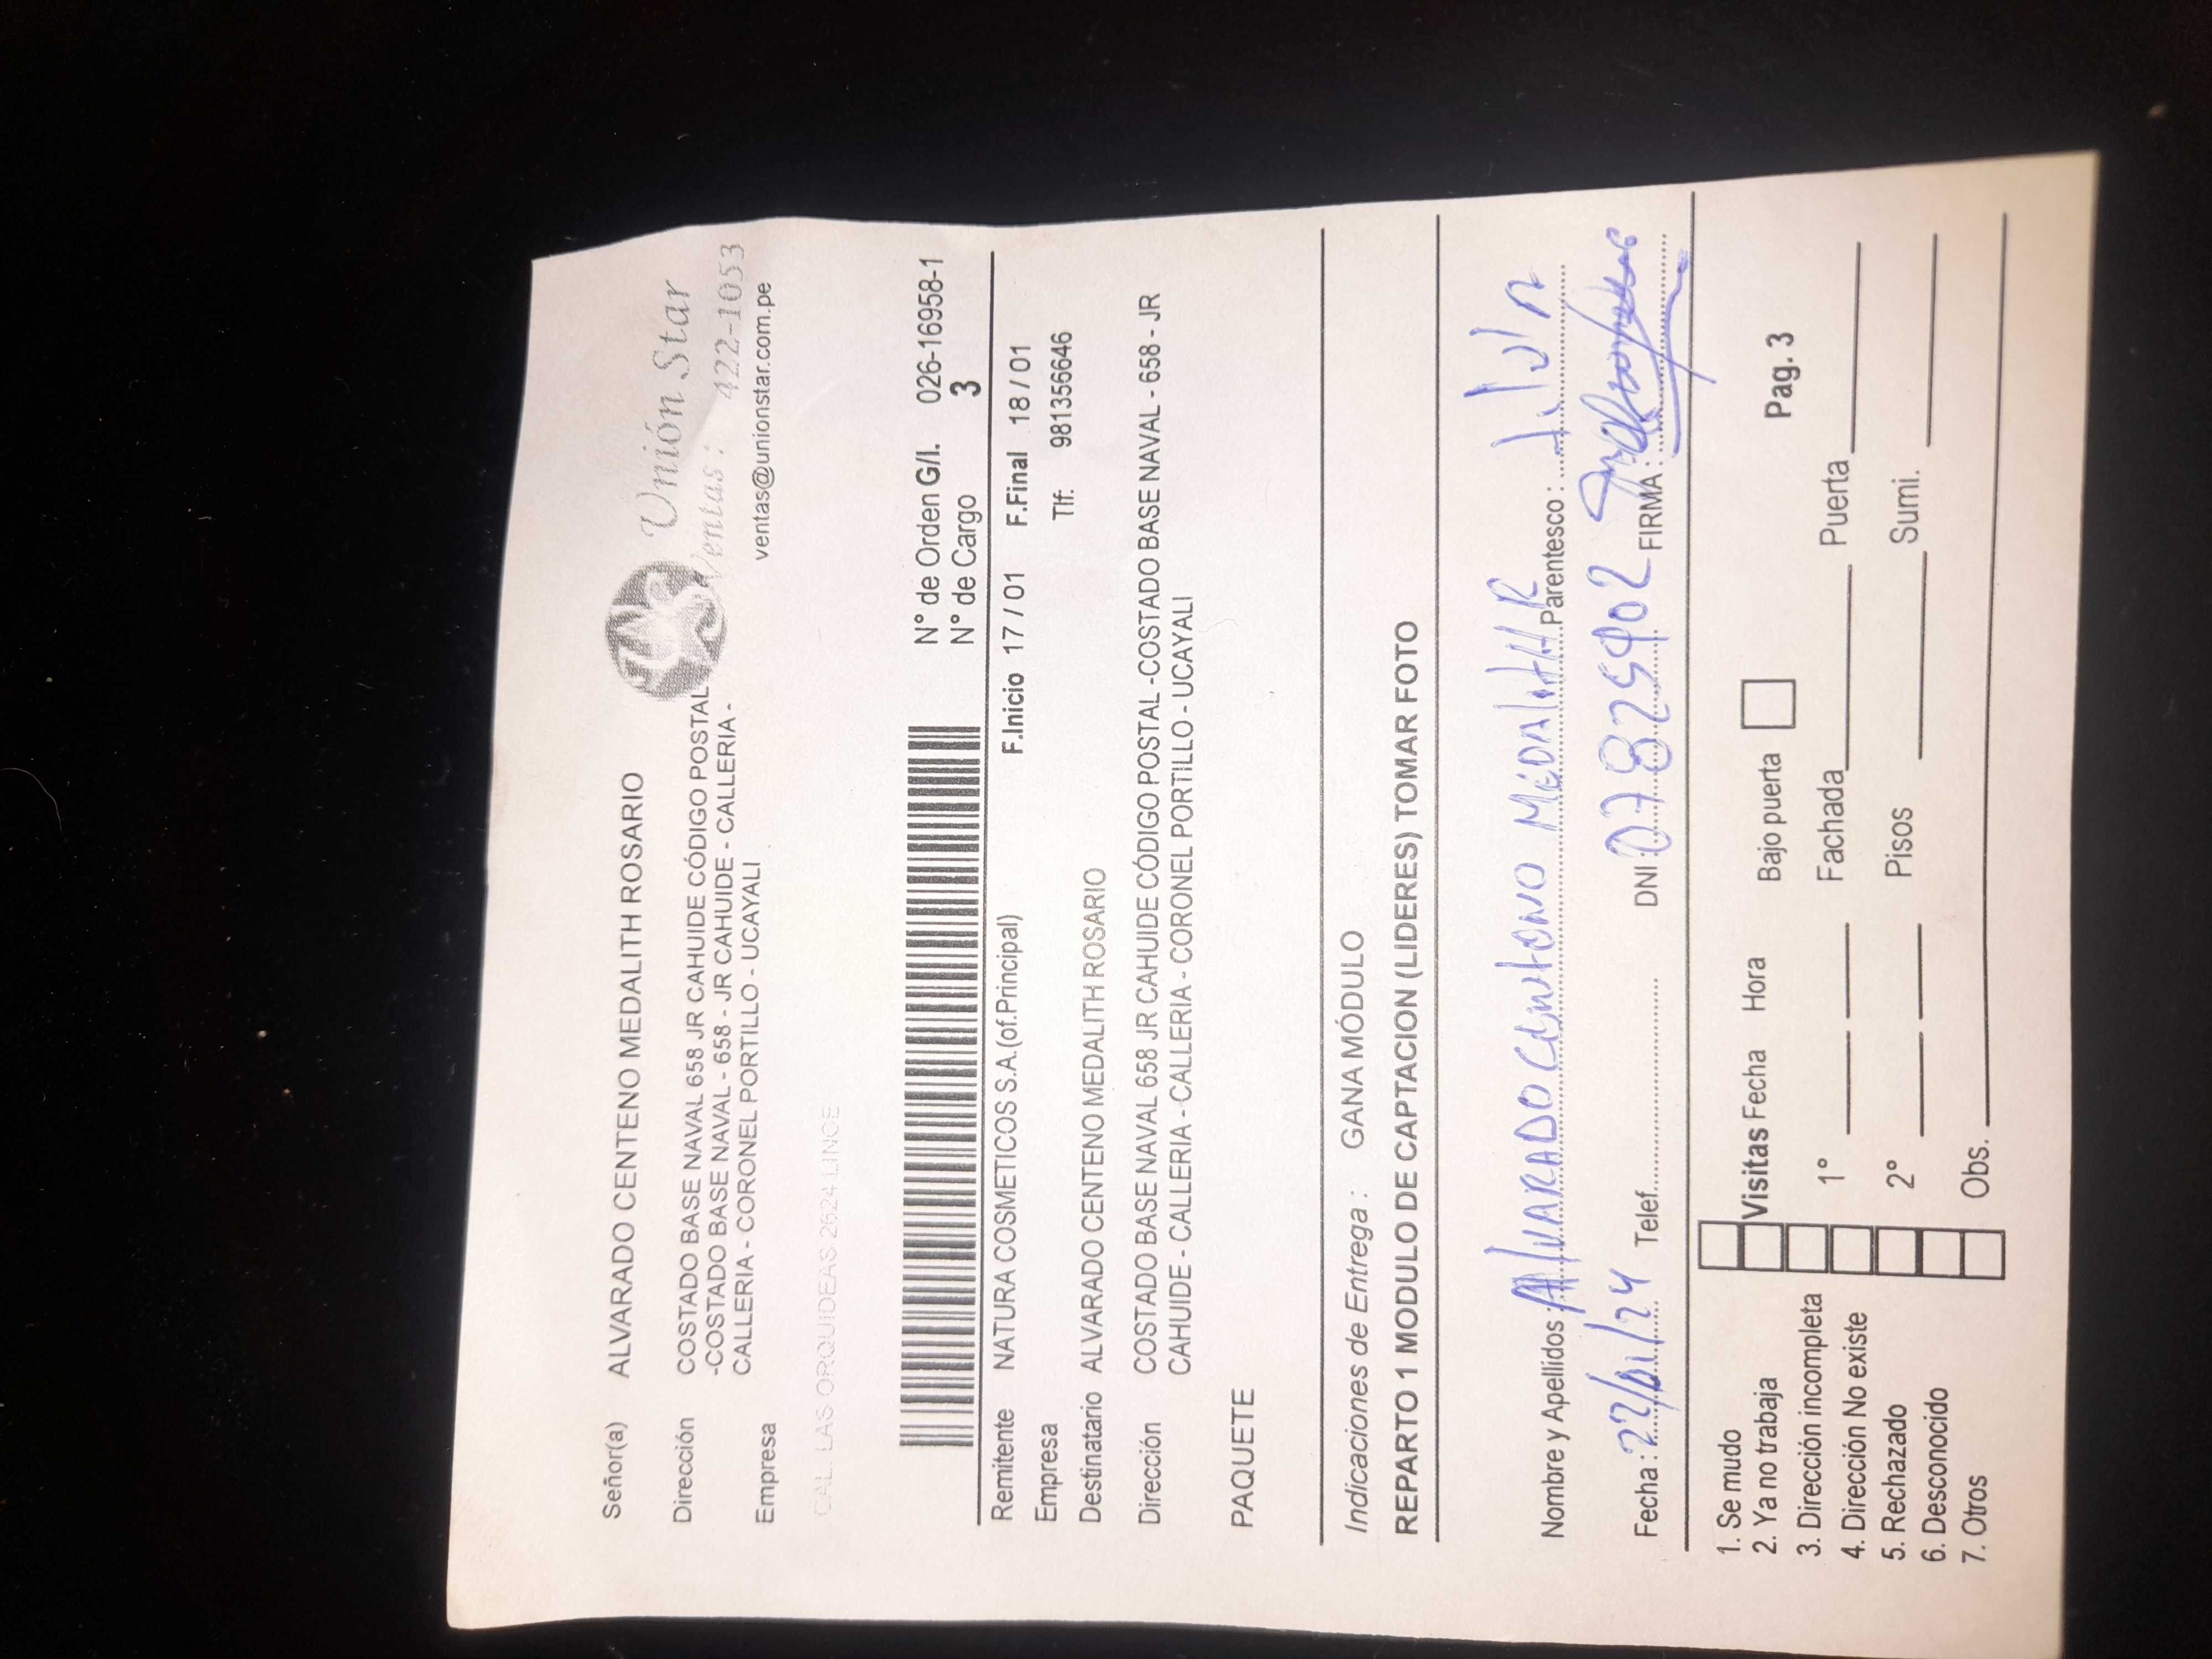 Señor(a) ALVARADO CENTENO MEDALITH ROSARIO
Unión Star
Ventas : 422-1053
ventas@unionstar.com.pe
Dirección COSTADO BASE NAVAL 658 JR CAHUIDE CÓDIGO POSTAL
-COSTADO BASE NAVAL - 658 - JR CAHUIDE - CALLERIA -
CALLERIA - CORONEL PORTILLO - UCAYALI
Empresa
CAL. LAS ORQUIDEAS 2624 LINCE
N° de Orden G/I. 026-16958-1
N° de Cargo 3
Remitente NATURA COSMETICOS S.A.(of.Principal) F.Inicio 17 / 01 F.Final 18 / 01
Empresa Tlf: 981356646
Destinatario ALVARADO CENTENO MEDALITH ROSARIO
Dirección COSTADO BASE NAVAL 658 JR CAHUIDE CÓDIGO POSTAL -COSTADO BASE NAVAL - 658 - JR
CAHUIDE - CALLERIA - CALLERIA - CORONEL PORTILLO - UCAYALI
PAQUETE
Indicaciones de Entrega : GANA MÓDULO
REPARTO 1 MODULO DE CAPTACION (LIDERES) TOMAR FOTO
Nombre y Apellidos : Alvarado Centeno Medalith R Parentesco :
Fecha : 22/01/24 Telef. DNI : 07825902 FIRMA :
1. Se mudo
2. Ya no trabaja
3. Dirección incompleta
4. Dirección No existe
5. Rechazado
6. Desconocido
7. Otros
Visitas Fecha Hora Bajo puerta Pag. 3
1° Fachada Puerta
2° Pisos Sumi.
Obs.